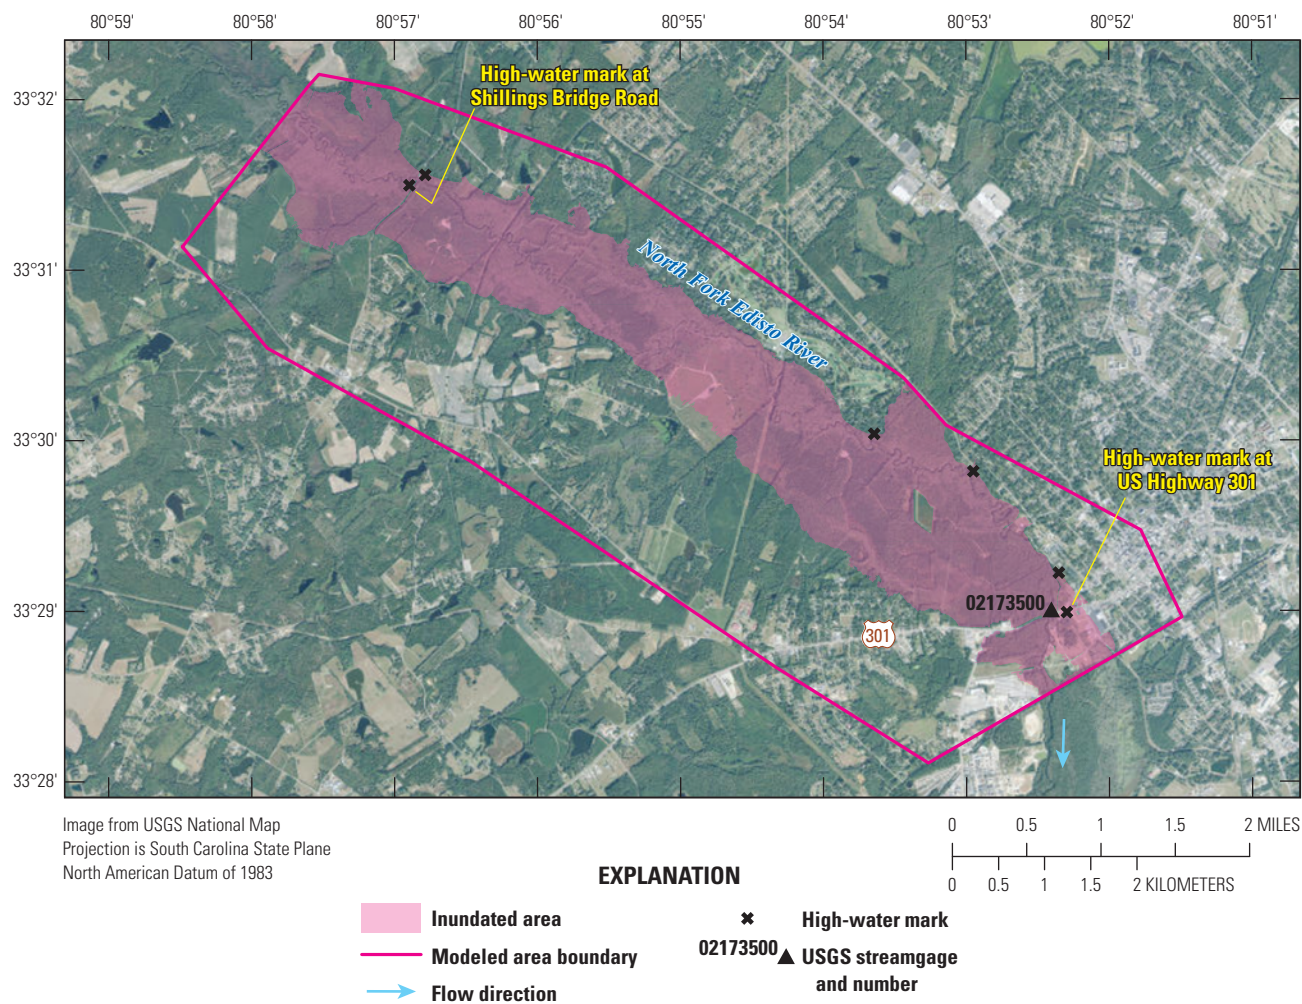 80°59' 80°58' 80°57' 80°56' 80°55' 80°54' 80°53' 80°52' 80°51'
33°32'
33°31'
33°30'
33°29'
33°28'
High-water mark at
Shillings Bridge Road
North Fork Edisto River
High-water mark at
US Highway 301
02173500
301
Image from USGS National Map
Projection is South Carolina State Plane
North American Datum of 1983
0 0.5 1 1.5 2 MILES
0 0.5 1 1.5 2 KILOMETERS
EXPLANATION
Inundated area
Modeled area boundary
Flow direction
High-water mark
02173500 USGS streamgage
and number